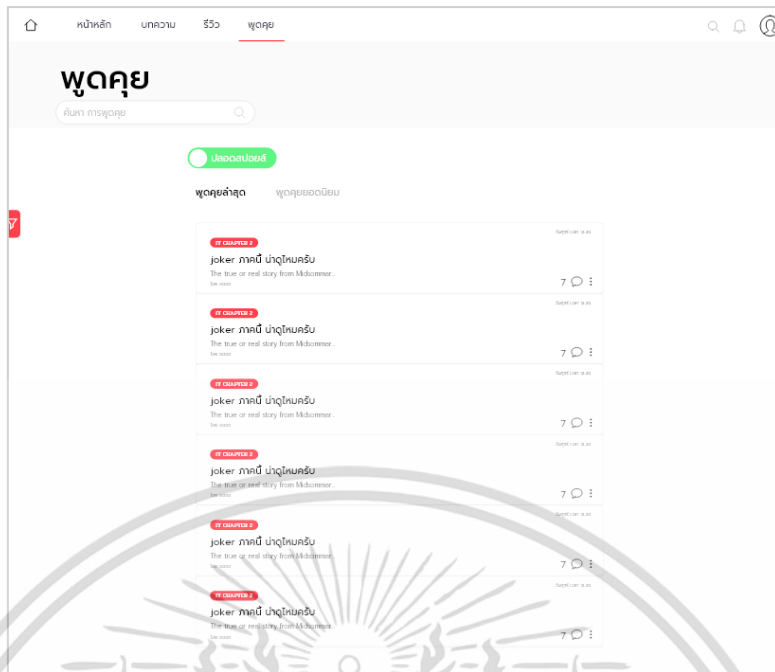 หน้าหลัก บทความ รีวิว พูดคุย
พูดคุย
ค้นหา การพูดคุย
ปลอดสปอยล์
พูดคุยล่าสุด พูดคุยยอดนิยม
IT CHAPTER 2
joker ภาคนี้ น่าดูไหมครับ
The true or real story from Midsommar..
7
IT CHAPTER 2
joker ภาคนี้ น่าดูไหมครับ
The true or real story from Midsommar..
7
IT CHAPTER 2
joker ภาคนี้ น่าดูไหมครับ
The true or real story from Midsommar..
7
IT CHAPTER 2
joker ภาคนี้ น่าดูไหมครับ
The true or real story from Midsommar..
7
IT CHAPTER 2
joker ภาคนี้ น่าดูไหมครับ
The true or real story from Midsommar..
7
IT CHAPTER 2
joker ภาคนี้ น่าดูไหมครับ
The true or real story from Midsommar..
7